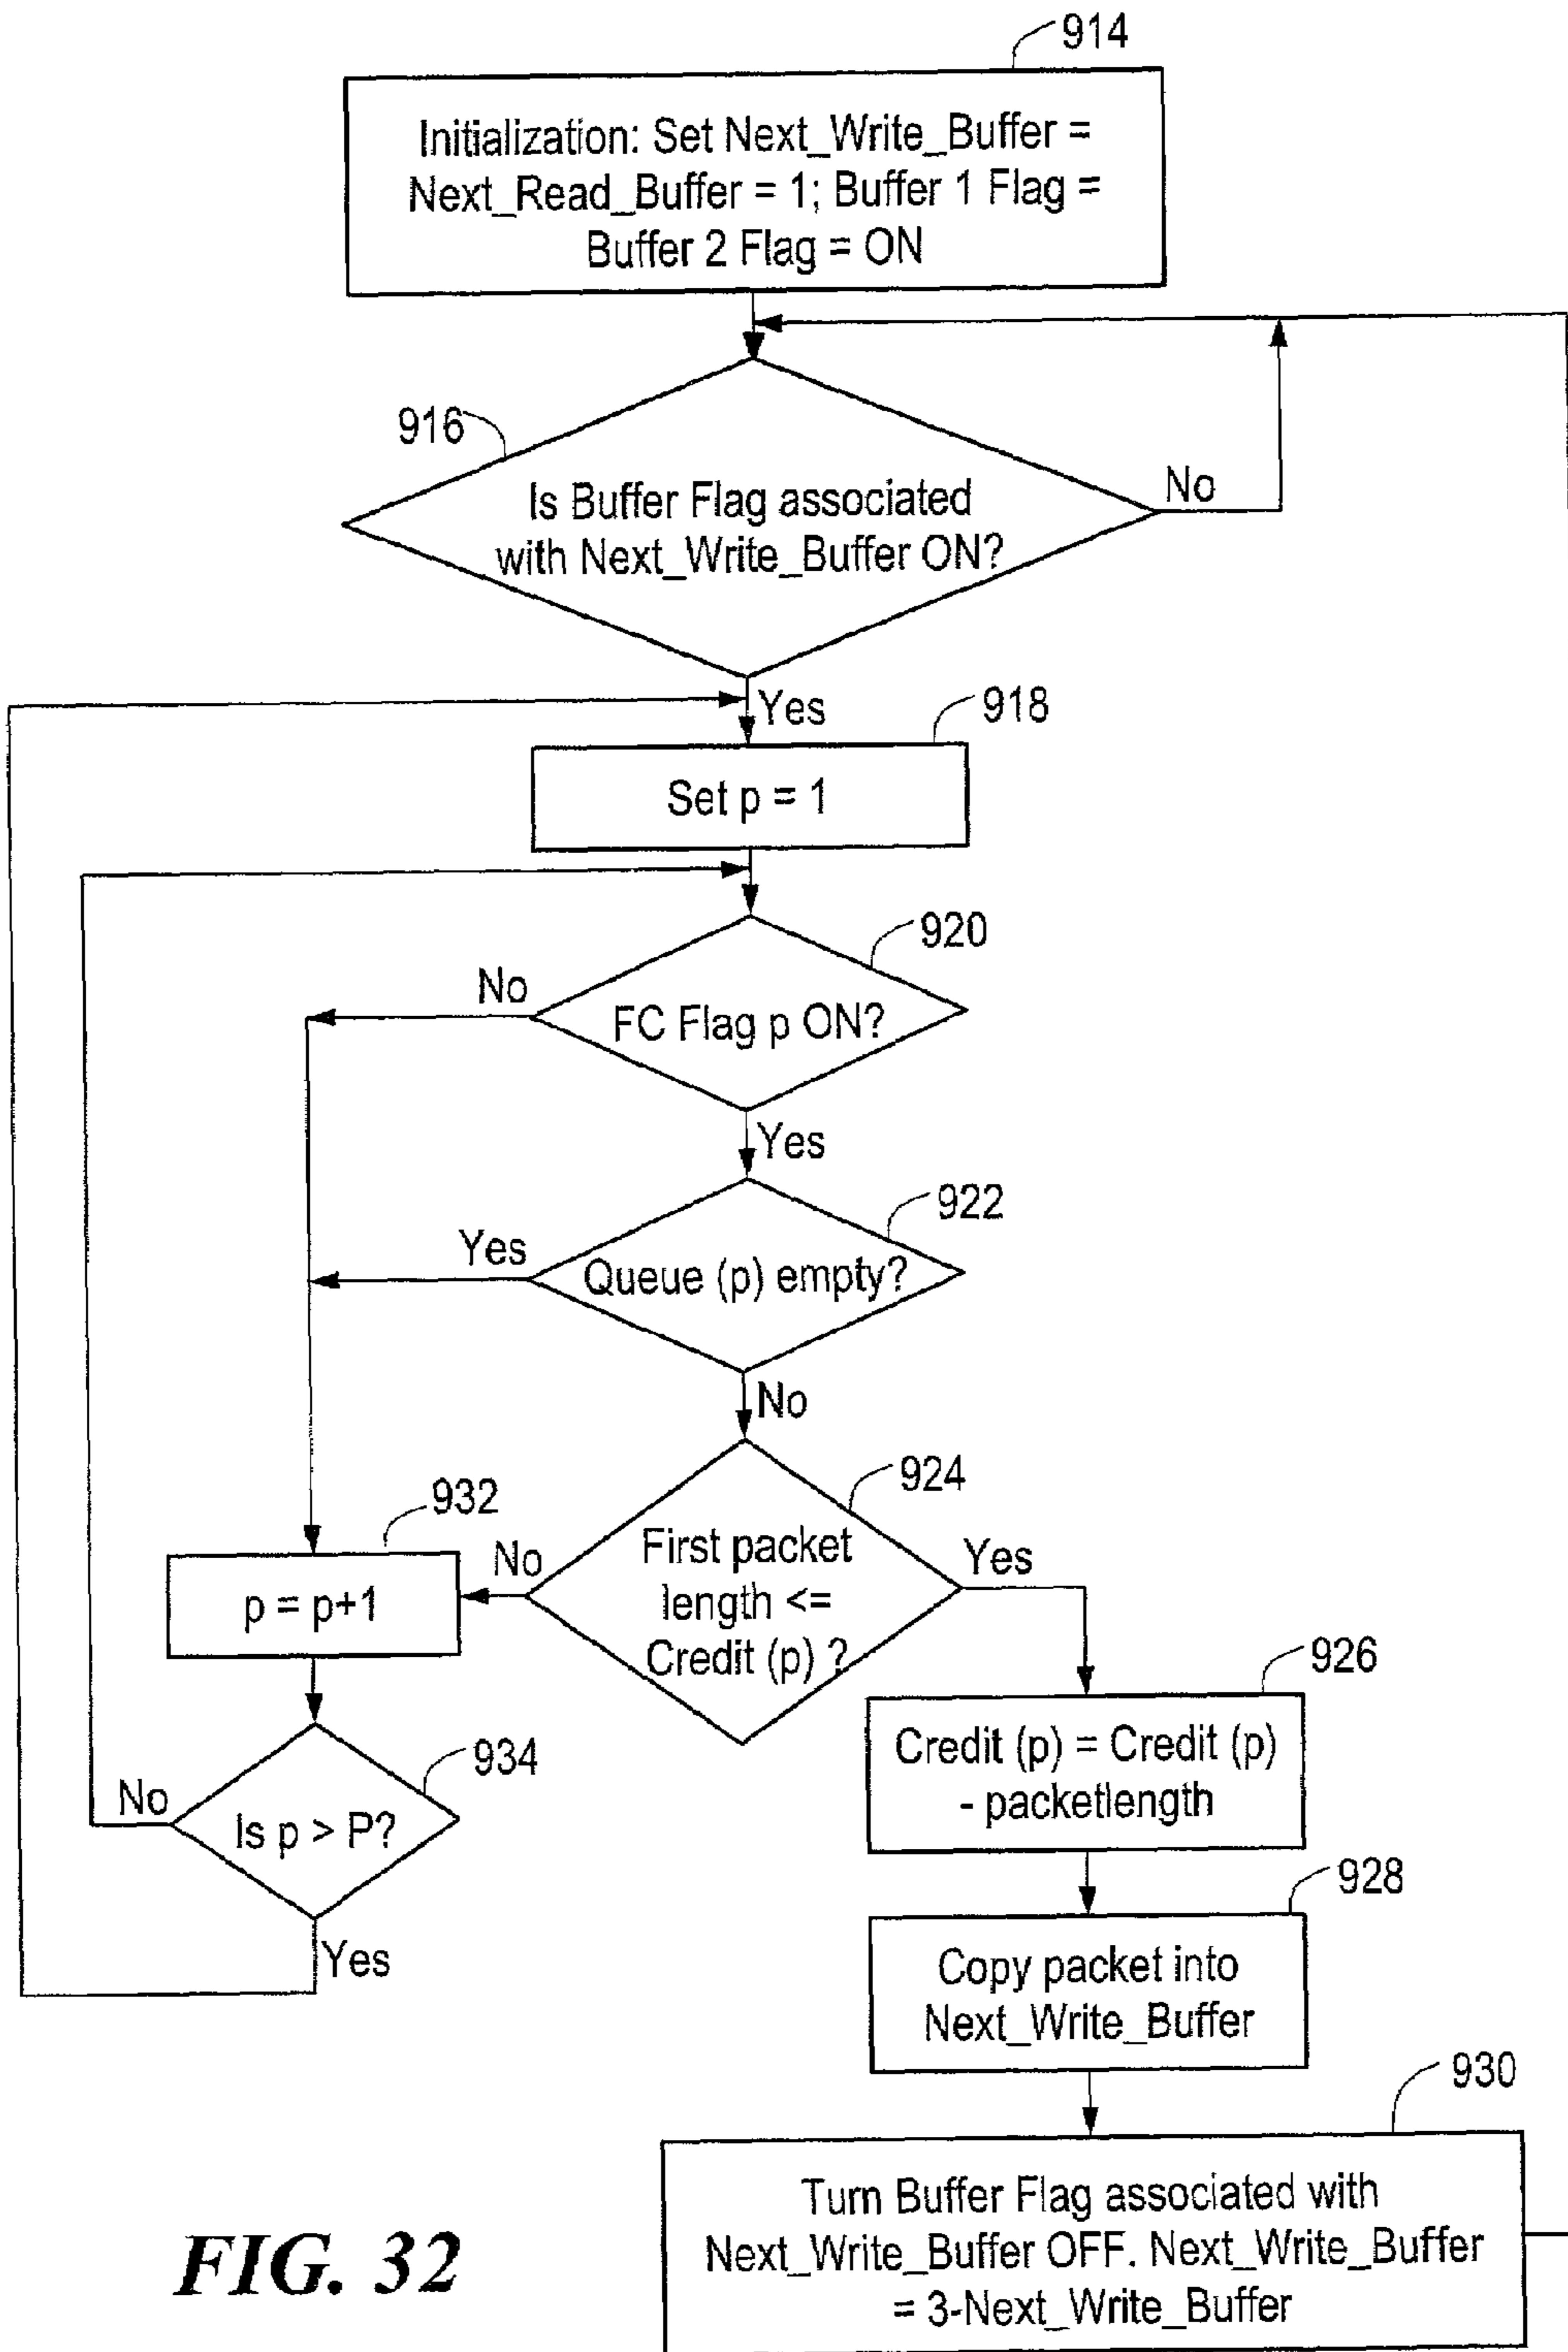 914
Initialization: Set Next_Write_Buffer =
Next_Read_Buffer = 1; Buffer 1 Flag =
Buffer 2 Flag = ON
916
Is Buffer Flag associated
with Next_Write_Buffer ON?
No
Yes
918
Set p = 1
920
FC Flag p ON?
No
Yes
922
Queue (p) empty?
Yes
No
924
First packet
length <=
Credit (p) ?
No
Yes
932
p = p+1
926
Credit (p) = Credit (p)
- packetlength
934
Is p > P?
No
Yes
928
Copy packet into
Next_Write_Buffer
930
Turn Buffer Flag associated with
Next_Write_Buffer OFF. Next_Write_Buffer
= 3-Next_Write_Buffer
FIG. 32